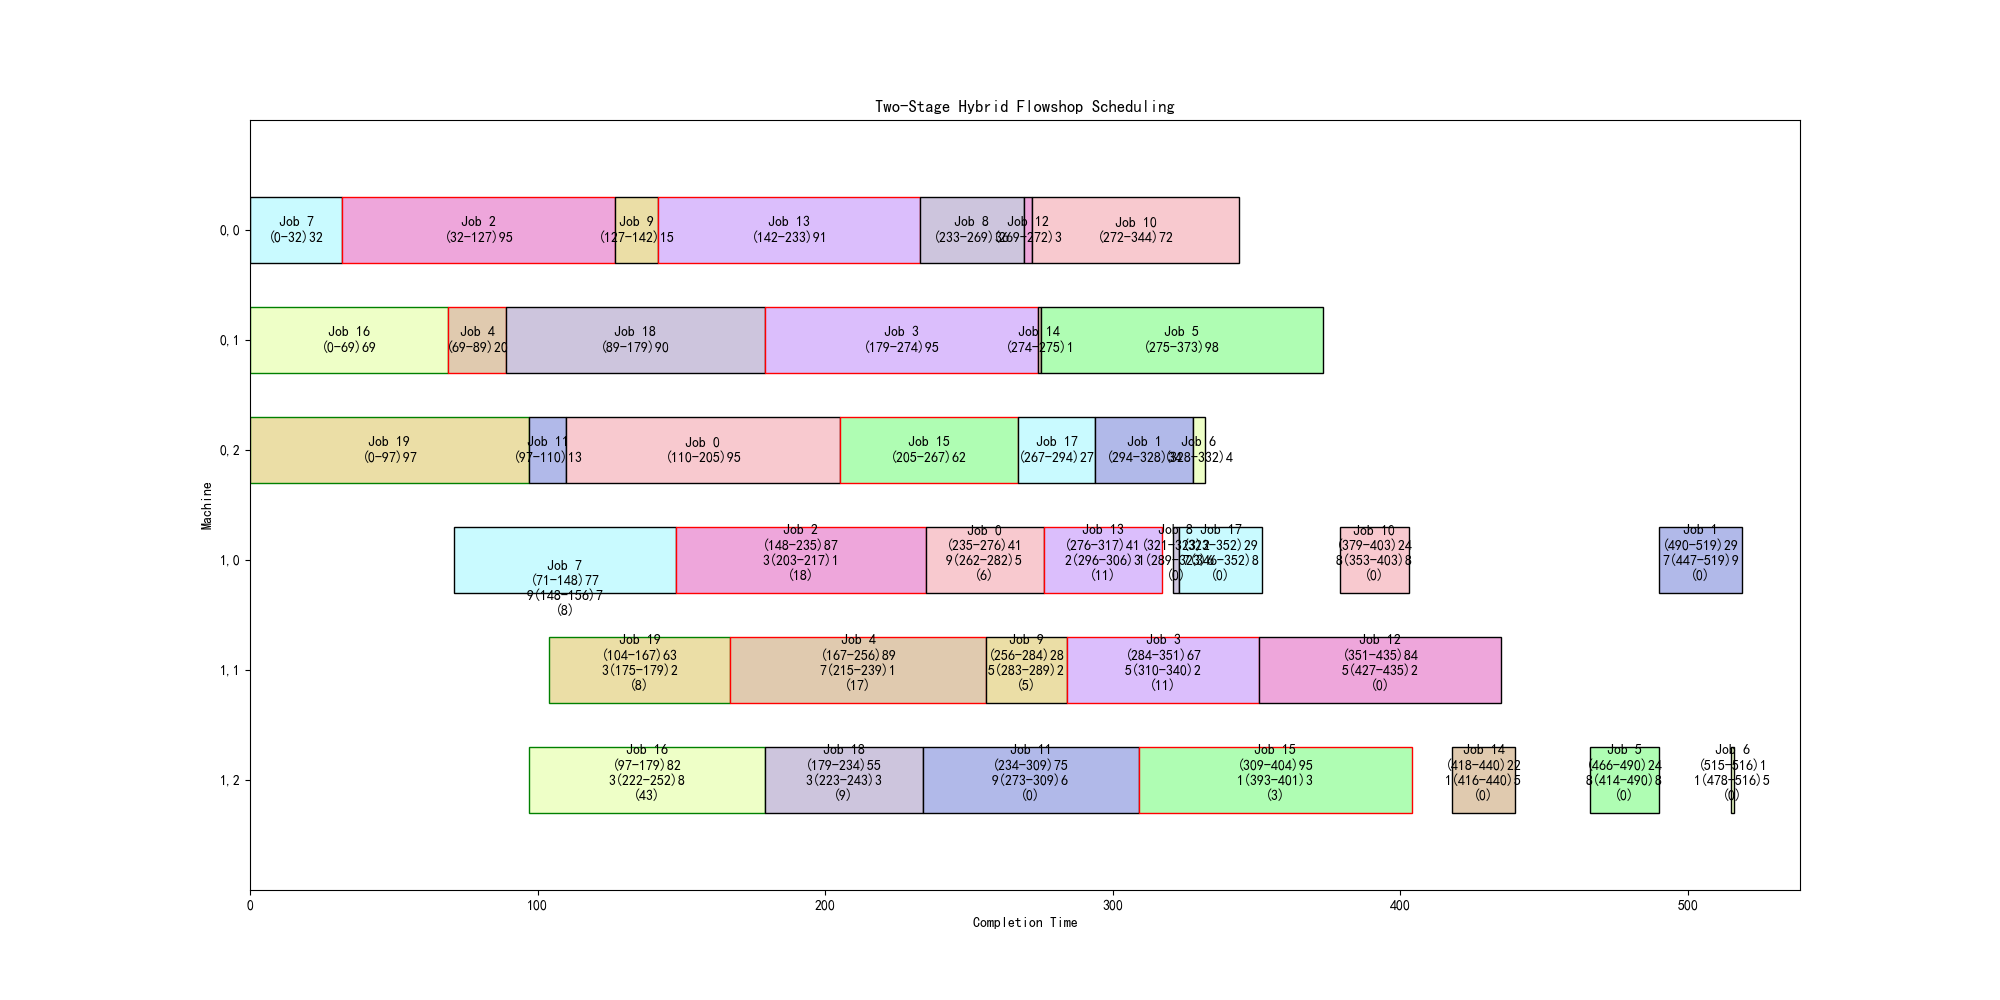 Two-Stage Hybrid Flowshop Scheduling
Machine
0,0
Job 7
(0-32)32
Job 2
(32-127)95
Job 9
(127-142)15
Job 13
(142-233)91
Job 8
(233-269)36
Job 12
(269-272)3
Job 10
(272-344)72
0,1
Job 16
(0-69)69
Job 4
(69-89)20
Job 18
(89-179)90
Job 3
(179-274)95
Job 14
(274-275)1
Job 5
(275-373)98
0,2
Job 19
(0-97)97
Job 11
(97-110)13
Job 0
(110-205)95
Job 15
(205-267)62
Job 17
(267-294)27
Job 1
(294-328)34
Job 6
(328-332)4
1,0
Job 7
(71-148)77
9(148-156)7
(8)
Job 2
(148-235)87
3(203-217)1
(18)
Job 0
(235-276)41
9(262-282)5
(6)
Job 13
(276-317)41
2(296-306)3
(11)
Job 8
(321-323)2
(0)
Job 17
(323-352)29
(0)
Job 10
(379-403)24
8(353-403)8
(0)
Job 1
(490-519)29
7(447-519)9
(0)
1,1
Job 19
(104-167)63
3(175-179)2
(8)
Job 4
(167-256)89
7(215-239)1
(17)
Job 9
(256-284)28
5(283-289)2
(5)
Job 3
(284-351)67
5(310-340)2
(11)
Job 12
(351-435)84
5(427-435)2
(0)
1,2
Job 16
(97-179)82
3(222-252)8
(43)
Job 18
(179-234)55
3(223-243)3
(9)
Job 11
(234-309)75
9(273-309)6
(0)
Job 15
(309-404)95
1(393-401)3
(3)
Job 14
(418-440)22
1(416-440)5
(0)
Job 5
(466-490)24
8(414-490)8
(0)
Job 6
(515-516)1
1(478-516)5
(0)
0
100
200
300
400
500
Completion Time